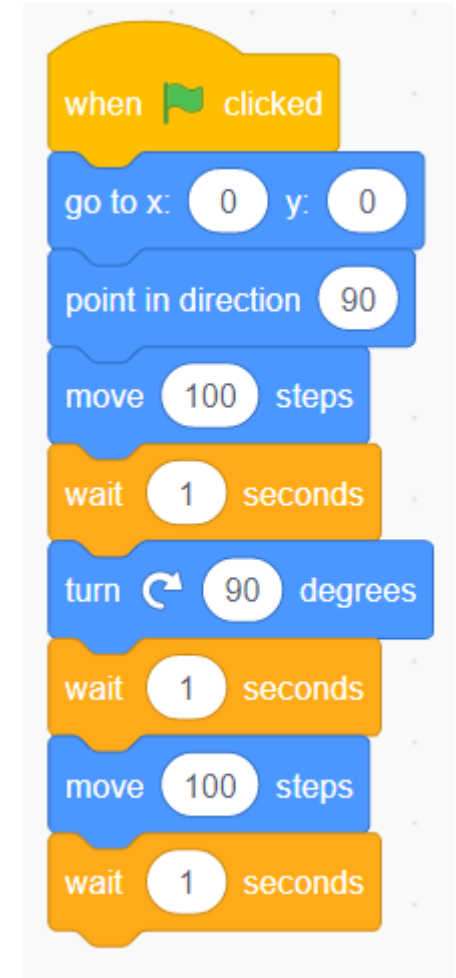 when clicked
go to x: 0 y: 0
point in direction 90
move 100 steps
wait 1 seconds
turn 90 degrees
wait 1 seconds
move 100 steps
wait 1 seconds